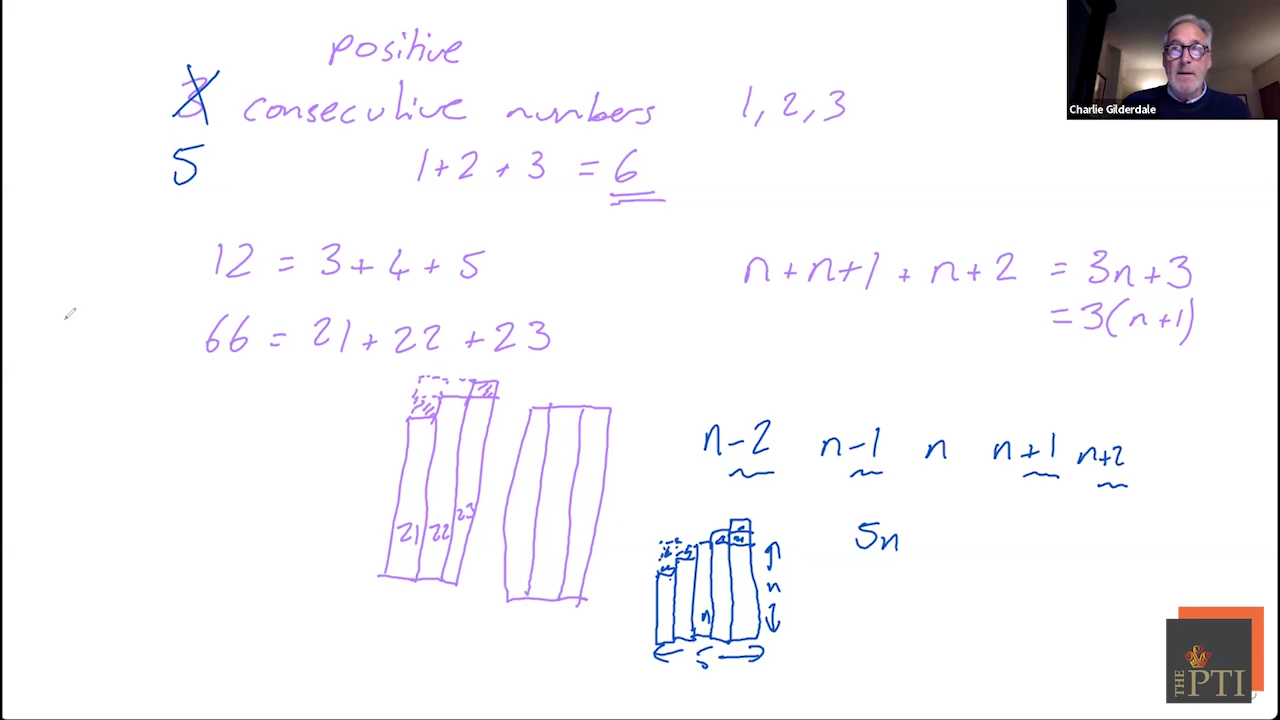 positive
3 consecutive numbers 1, 2, 3
5 1+2+3 = 6
12 = 3+4+5
66 = 21+22+23
n+n+1+n+2 = 3n+3
=3(n+1)
21 22 23
n-2 n-1 n n+1 n+2
5n
n
n
5
Charlie Gilderdale
THE PTI